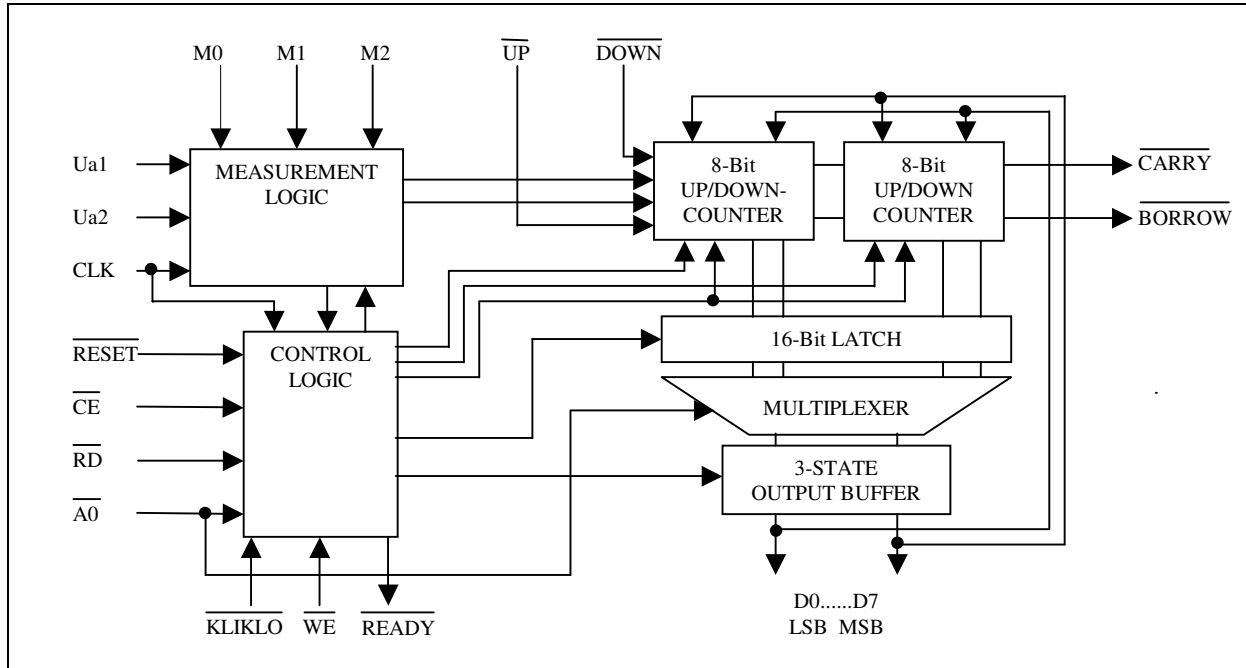 M0 M1 M2 UP DOWN
Ua1
Ua2
CLK
MEASUREMENT
LOGIC
8-Bit
UP/DOWN-
COUNTER
8-Bit
UP/DOWN
COUNTER
CARRY
BORROW
RESET
CE
RD
A0
CONTROL
LOGIC
16-Bit LATCH
MULTIPLEXER
3-STATE
OUTPUT BUFFER
KLIKLO WE READY
D0......D7
LSB MSB